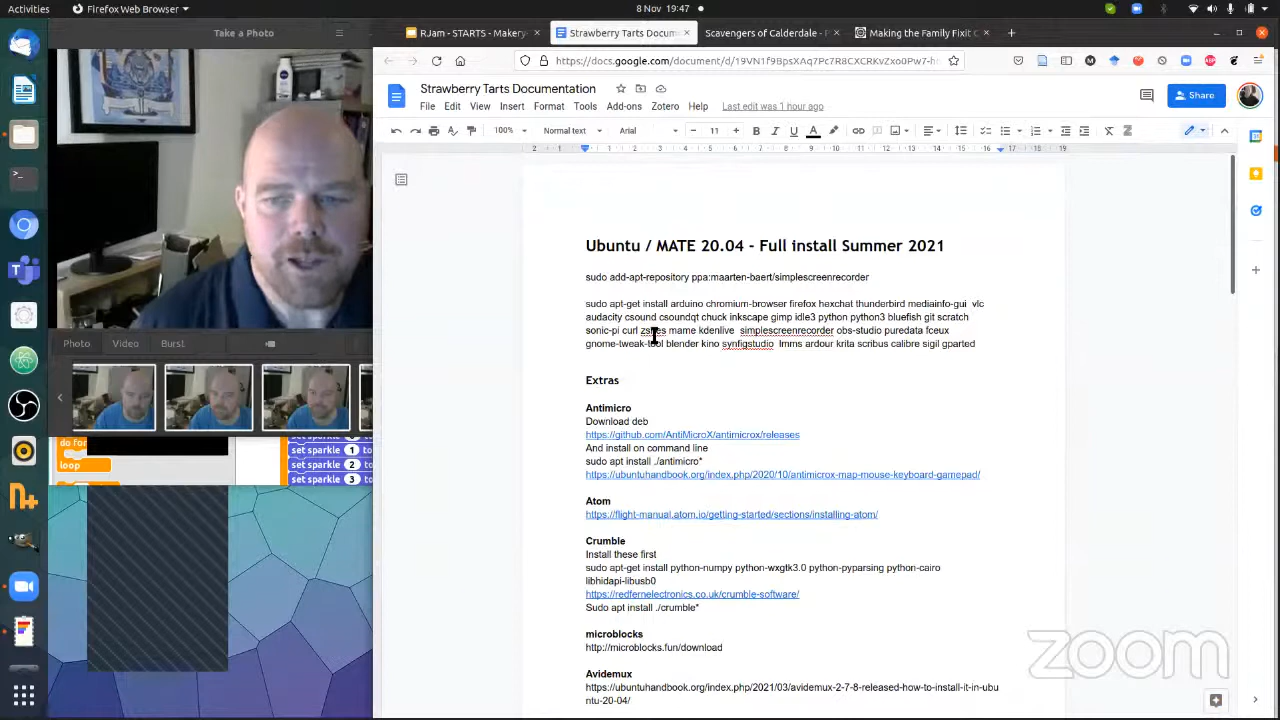 Activities
Firefox Web Browser
8 Nov 19:47
Take a Photo
RJam - STARTS - Makery
Strawberry Tarts Docum
Scavengers of Calderdale -
Making the Family Fixit C
https://docs.google.com/document/d/19VN1f9BpsXAq7Pc7R8CXCRKvZxo0Pw7-h
Strawberry Tarts Documentation
File Edit View Insert Format Tools Add-ons Zotero Help Last edit was 1 hour ago
Share
100% Normal text Arial 11
Ubuntu / MATE 20.04 - Full install Summer 2021
sudo add-apt-repository ppa:maarten-baert/simplescreenrecorder
sudo apt-get install arduino chromium-browser firefox hexchat thunderbird mediainfo-gui vlc
audacity csound csoundqt chuck inkscape gimp idle3 python python3 bluefish git scratch
sonic-pi curl mame kdenlive simplescreenrecorder obs-studio puredata fceux
gnome-tweak-tool blender kino synfigstudio lmms ardour krita scribus calibre sigil gparted
Extras
Antimicro
Download deb
https://github.com/AntiMicroX/antimicrox/releases
And install on command line
sudo apt install ./antimicro*
https://ubuntuhandbook.org/index.php/2020/10/antimicrox-map-mouse-keyboard-gamepad/
Atom
https://flight-manual.atom.io/getting-started/sections/installing-atom/
Crumble
Install these first
sudo apt-get install python-numpy python-wxgtk3.0 python-pyparsing python-cairo
libhidapi-libusb0
https://redfernelectronics.co.uk/crumble-software/
Sudo apt install ./crumble*
microblocks
http://microblocks.fun/download
Avidemux
https://ubuntuhandbook.org/index.php/2021/03/avidemux-2-7-8-released-how-to-install-it-in-ubu
ntu-20-04/
Photo Video Burst
do for
loop
set sparkle 1 to
set sparkle 2 to
set sparkle 3 to
zoom